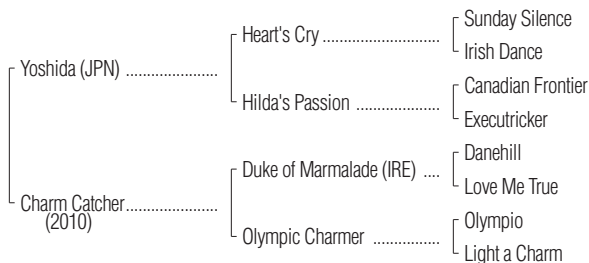 Sunday Silence
Heart's Cry ............................
Irish Dance
Yoshida (JPN) ......................
Canadian Frontier
Hilda's Passion ....................
Executricker
Danehill
Duke of Marmalade (IRE) ....
Love Me True
Charm Catcher......................
(2010)
Olympio
Olympic Charmer ................
Light a Charm